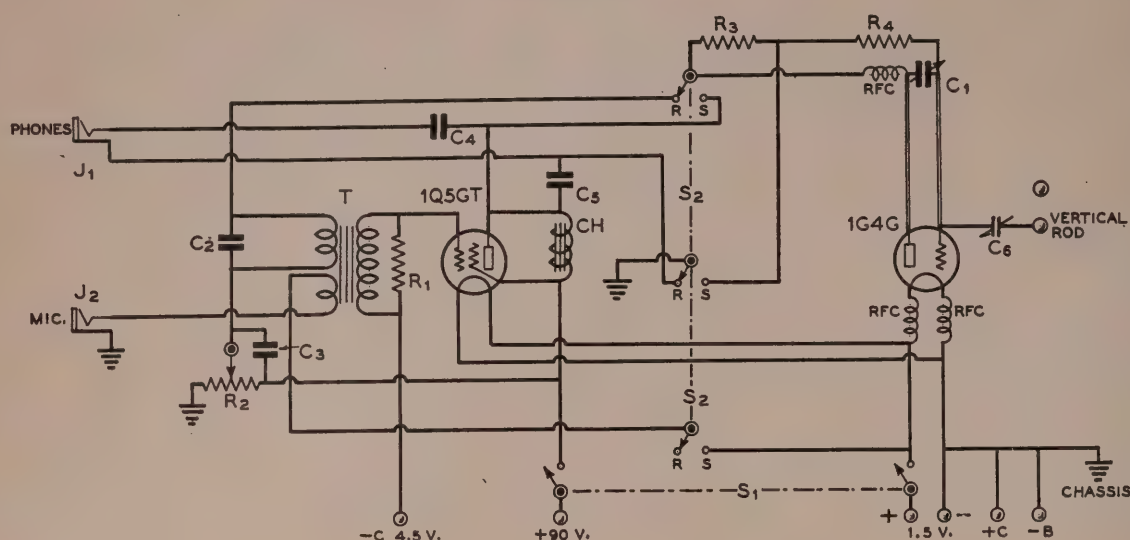 R3
R4
RFC
C1
R S
PHONES
J1
C4
C5
S2
T
1Q5GT
CH
1G4G
VERTICAL
ROD
C2
R1
C6
R S
J2
MIC.
RFC
RFC
C3
R2
S2
R S
S1
CHASSIS
-C 4.5 V.
+90 V.
+ 1.5 V. -
+C
-B